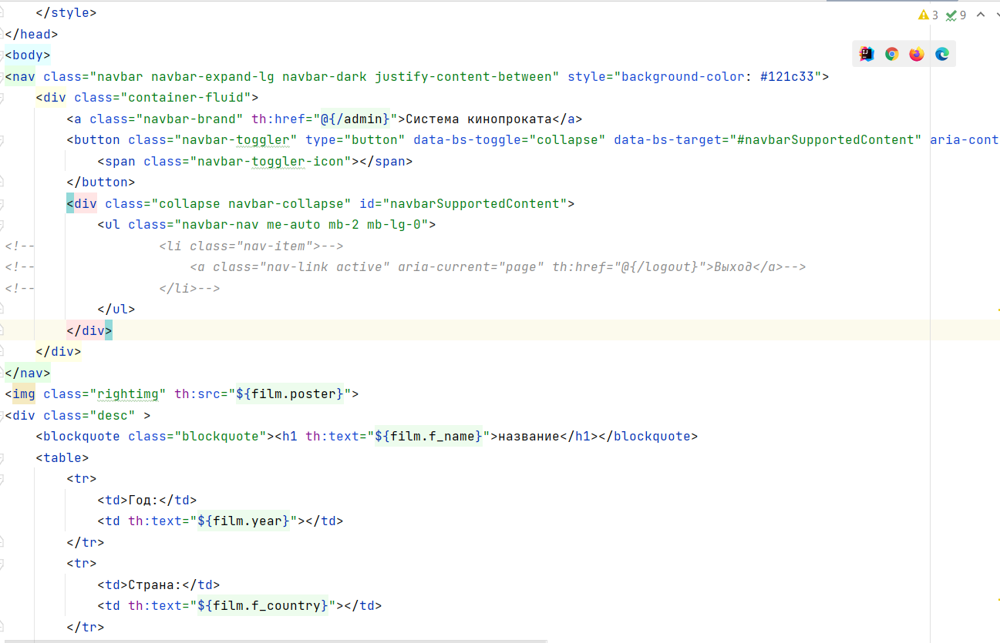 </style>
3 9
</head>
<body>
<nav class="navbar navbar-expand-lg navbar-dark justify-content-between" style="background-color: #121c33">
    <div class="container-fluid">
        <a class="navbar-brand" th:href="@{/admin}">Система кинопроката</a>
        <button class="navbar-toggler" type="button" data-bs-toggle="collapse" data-bs-target="#navbarSupportedContent" aria-cont
            <span class="navbar-toggler-icon"></span>
        </button>
        <div class="collapse navbar-collapse" id="navbarSupportedContent">
            <ul class="navbar-nav me-auto mb-2 mb-lg-0">
<!--                <li class="nav-item">-->
<!--                    <a class="nav-link active" aria-current="page" th:href="@{/logout}">Выход</a>-->
<!--                </li>-->
            </ul>
        </div>
    </div>
</nav>
<img class="rightimg" th:src="${film.poster}">
<div class="desc" >
    <blockquote class="blockquote"><h1 th:text="${film.f_name}">название</h1></blockquote>
    <table>
        <tr>
            <td>Год:</td>
            <td th:text="${film.year}"></td>
        </tr>
        <tr>
            <td>Страна:</td>
            <td th:text="${film.f_country}"></td>
        </tr>